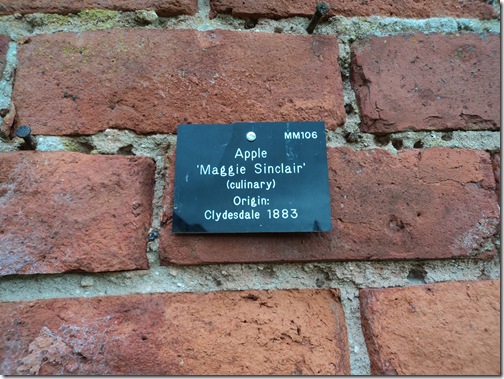 MM106
Apple
'Maggie Sinclair'
(culinary)
Origin:
Clydesdale 1883